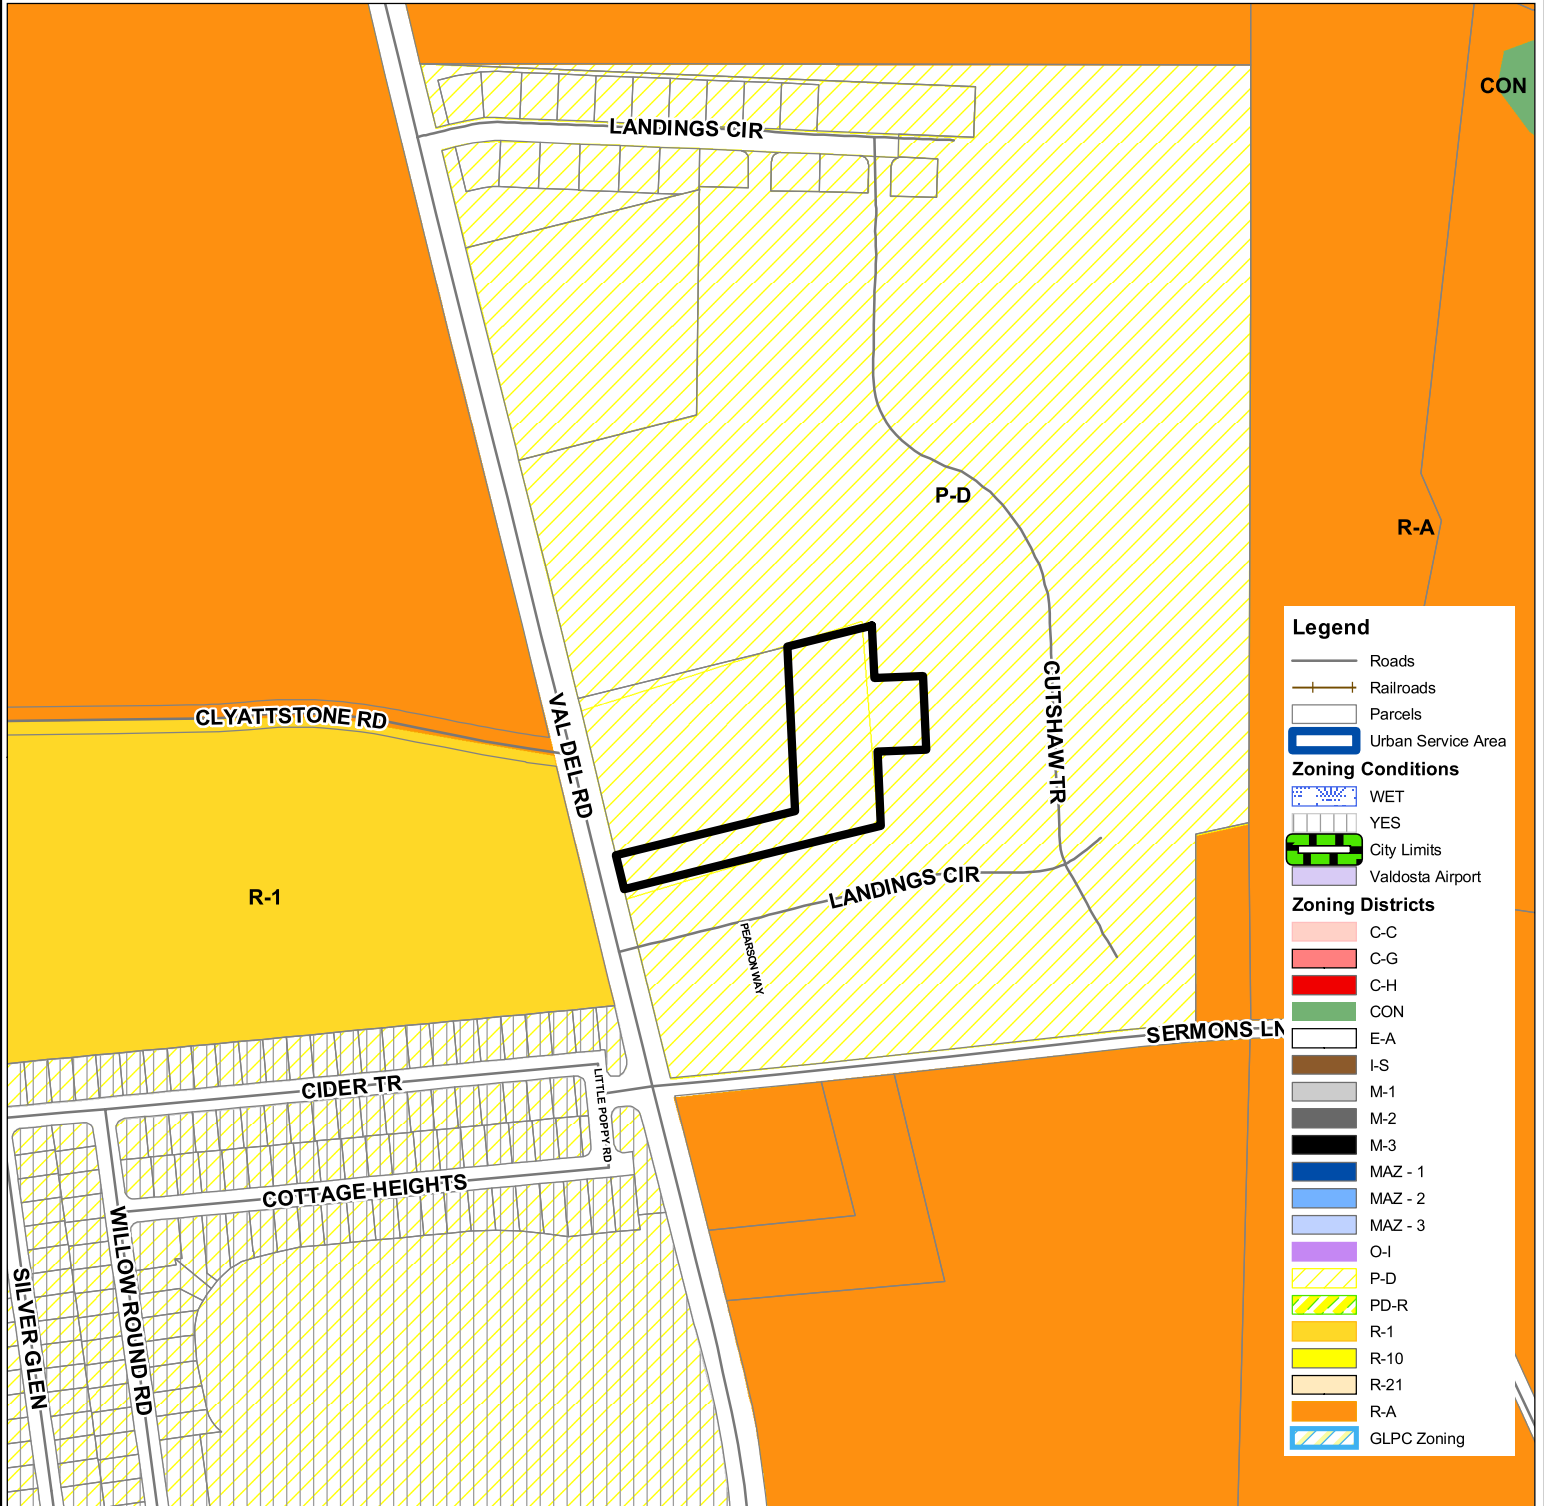 CON
LANDINGS CIR
P-D
R-A
CUTSHAW TR
CLYATTSTONE RD
VAL DEL RD
R-1
LANDINGS CIR
PEARSON WAY
SERMONS LN
CIDER TR
LITTLE POPPY RD
COTTAGE HEIGHTS
WILLOW ROUND RD
SILVER GLEN
Legend
Roads
Railroads
Parcels
Urban Service Area
Zoning Conditions
WET
YES
City Limits
Valdosta Airport
Zoning Districts
C-C
C-G
C-H
CON
E-A
I-S
M-1
M-2
M-3
MAZ - 1
MAZ - 2
MAZ - 3
O-I
P-D
PD-R
R-1
R-10
R-21
R-A
GLPC Zoning